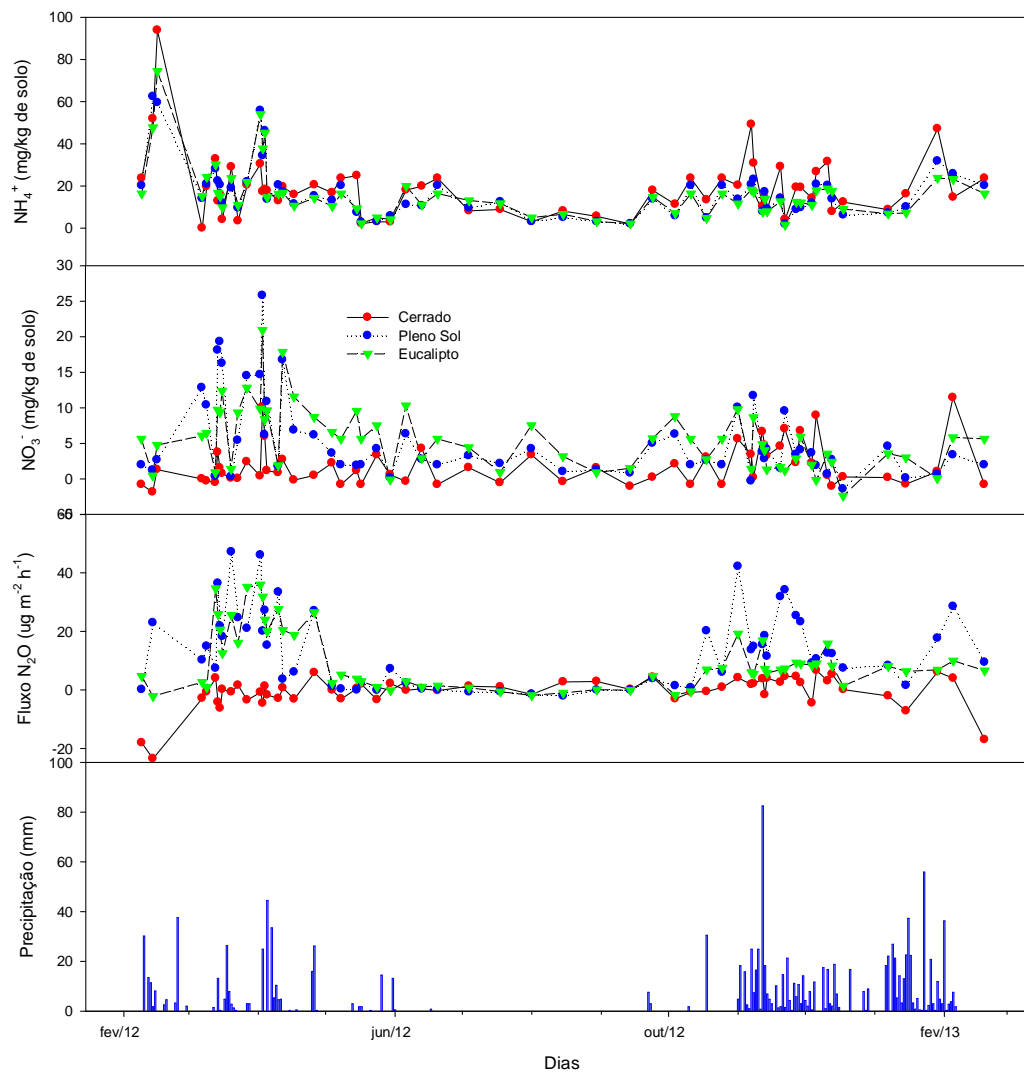 100
80
60
40
20
0
NH₄⁺ (mg/kg de solo)
30
25
20
15
10
5
0
NO₃⁻ (mg/kg de solo)
Cerrado
Pleno Sol
Eucalipto
40
20
0
-20
Fluxo N₂O (ug m⁻² h⁻¹)
100
80
60
40
20
0
Precipitação (mm)
fev/12 jun/12 out/12 fev/13
Dias